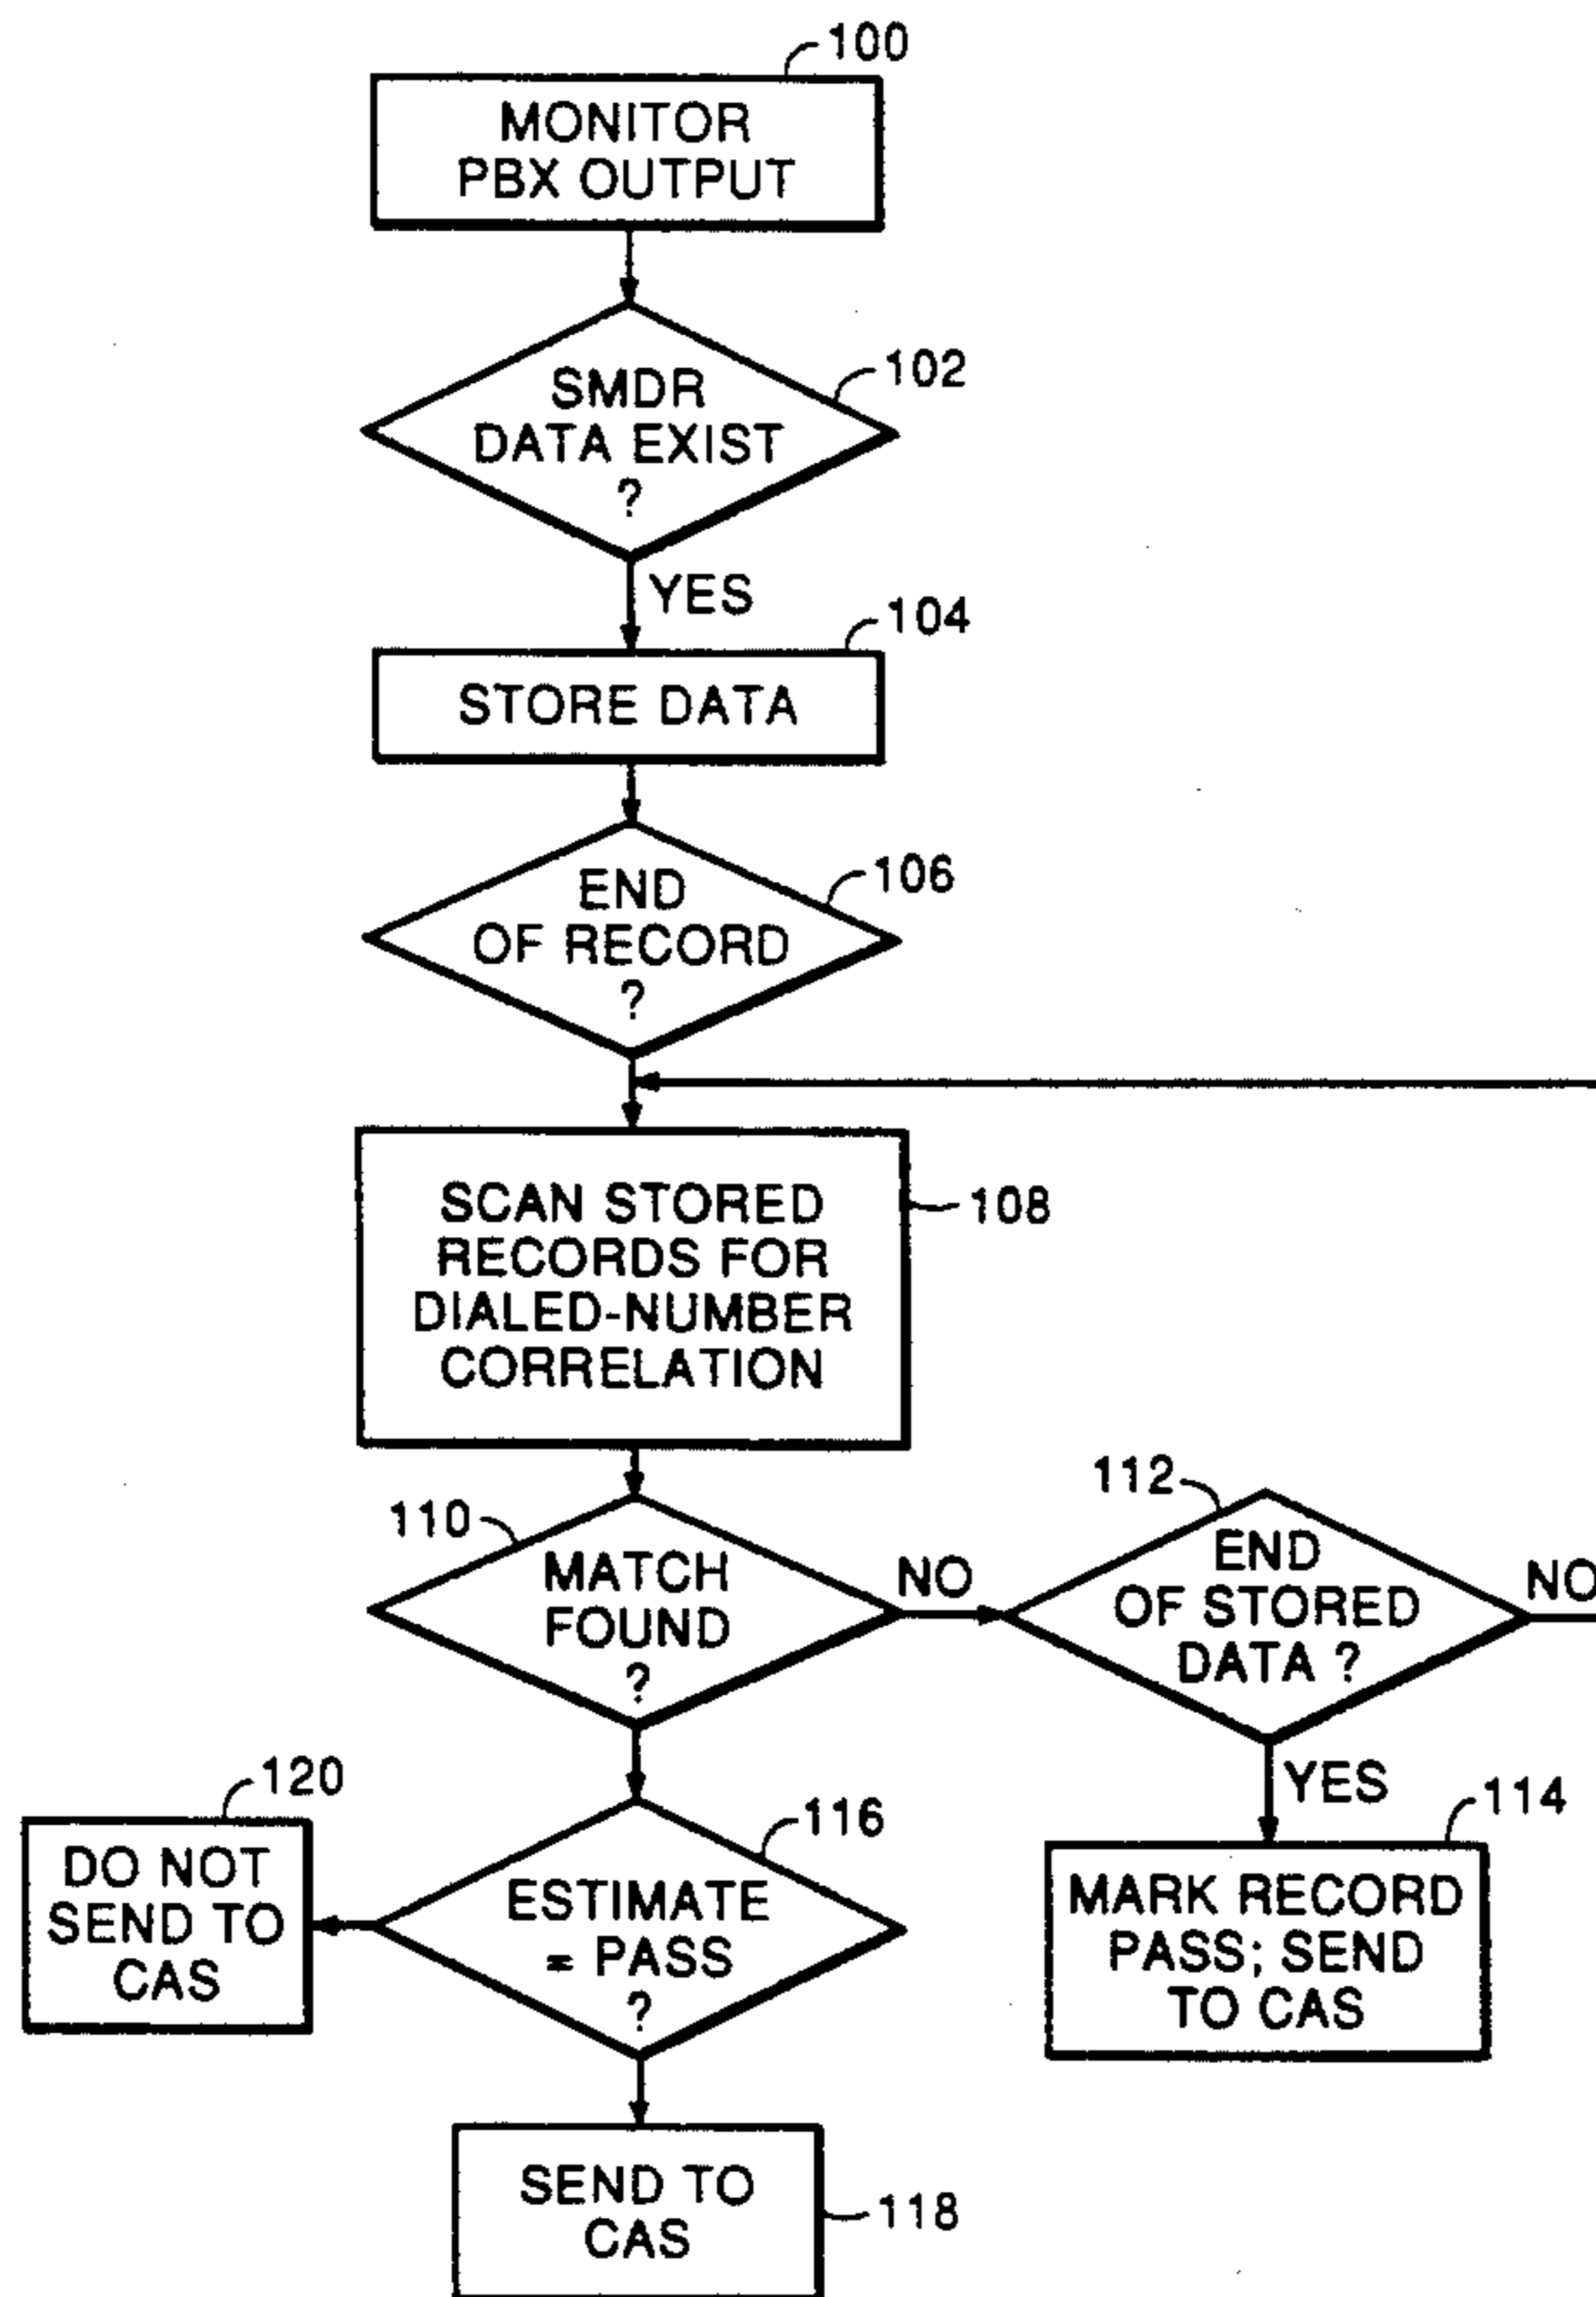 100
MONITOR
PBX OUTPUT
102
SMDR
DATA EXIST
?
YES
104
STORE DATA
106
END
OF RECORD
?
108
SCAN STORED
RECORDS FOR
DIALED-NUMBER
CORRELATION
110
MATCH
FOUND
?
NO
112
END
OF STORED
DATA ?
NO
YES
114
MARK RECORD
PASS; SEND
TO CAS
116
ESTIMATE
= PASS
?
120
DO NOT
SEND TO
CAS
118
SEND TO
CAS